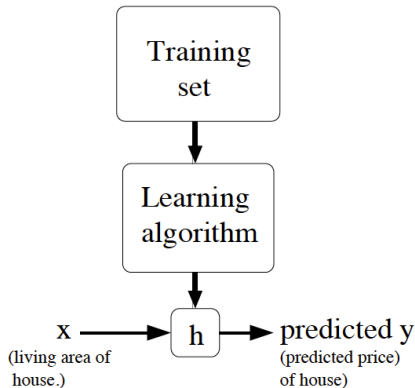 Training
set
Learning
algorithm
x
h
predicted y
(living area of
house.)
(predicted price)
of house)